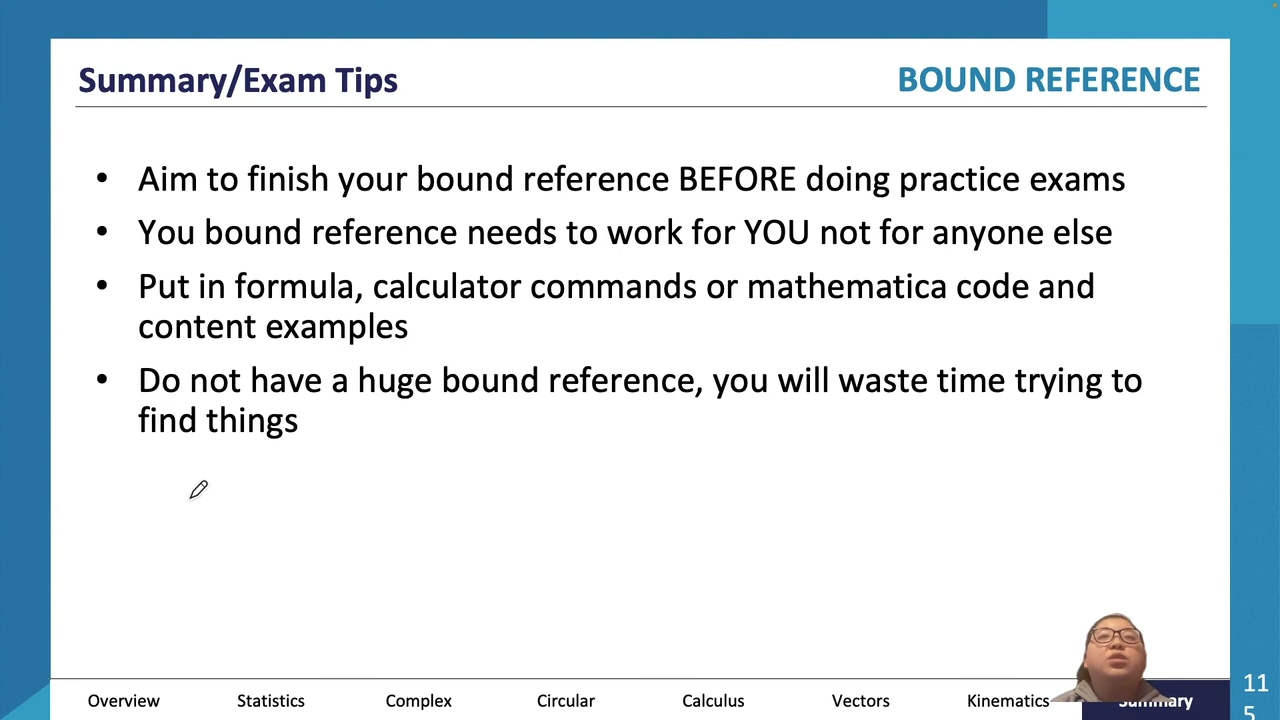 Summary/Exam Tips
BOUND REFERENCE
• Aim to finish your bound reference BEFORE doing practice exams
• You bound reference needs to work for YOU not for anyone else
• Put in formula, calculator commands or mathematica code and
content examples
• Do not have a huge bound reference, you will waste time trying to
find things
Overview Statistics Complex Circular Calculus Vectors Kinematics Summary
11
5